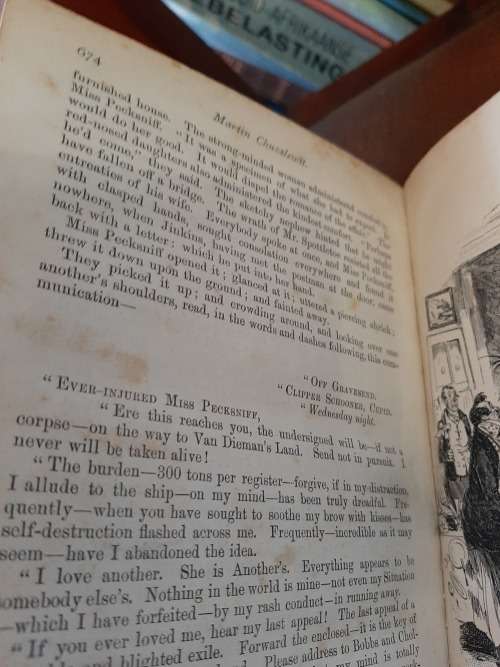 AFRIKAANSE
BELASTING
674
Martin Chuzzlewit.
furnished house. The strong-minded woman administered comfort to
Miss Pecksniff. "It was a specimen of what she had to expect. It
would do her good. It would dispel the romance of the affair." The
red-nosed daughters also administered the kindest comfort. "Perhaps
he'd come," they said. The sketchy nephew hinted that he might
have fallen off a bridge. The wrath of Mr. Spottletoe resisted all the
entreaties of his wife. Everybody spoke at once, and Miss Pecksniff,
with clasped hands, sought consolation everywhere and found it
nowhere, when Jinkins, having met the postman at the door, came
back with a letter: which he put into her hand.
Miss Pecksniff opened it; glanced at it; uttered a piercing shriek;
threw it down upon the ground; and fainted away.
They picked it up; and crowding around, and looking over one
another's shoulders, read, in the words and dashes following, this com-
munication—
"Off Gravesend,
"Clipper Schooner, Cupid.
"Wednesday night.
"Ever-injured Miss Pecksniff,
"Ere this reaches you, the undersigned will be—if not a
corpse—on the way to Van Dieman's Land. Send not in pursuit. I
never will be taken alive!
"The burden—300 tons per register—forgive, if in my distraction,
I allude to the ship—on my mind—has been truly dreadful. Fre-
quently—when you have sought to soothe my brow with kisses—has
self-destruction flashed across me. Frequently—incredible as it may
seem—have I abandoned the idea.
"I love another. She is Another's. Everything appears to be
somebody else's. Nothing in the world is mine—not even my Situation
—which I have forfeited—by my rash conduct—in running away.
"If you ever loved me, hear my last appeal! The last appeal of a
and blighted exile. Forward the enclosed—it is the key of
Please address to Bobbs and Chol-
my mind is totally